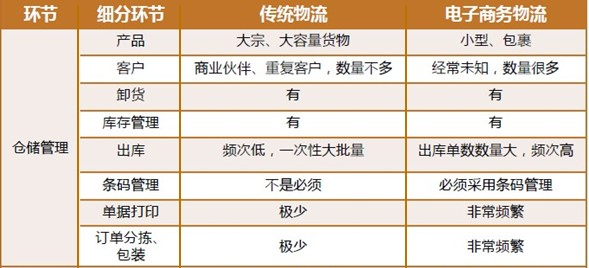 环节 细分环节 传统物流 电子商务物流
产品 大宗、大容量货物 小型、包裹
客户 商业伙伴、重复客户，数量不多 经常未知，数量很多
卸货 有 有
库存管理 有 有
仓储管理 出库 频次低，一次性大批量 出库单数数量大，频次高
条码管理 不是必须 必须采用条码管理
单据打印 极少 非常频繁
订单分拣、
包装 极少 非常频繁